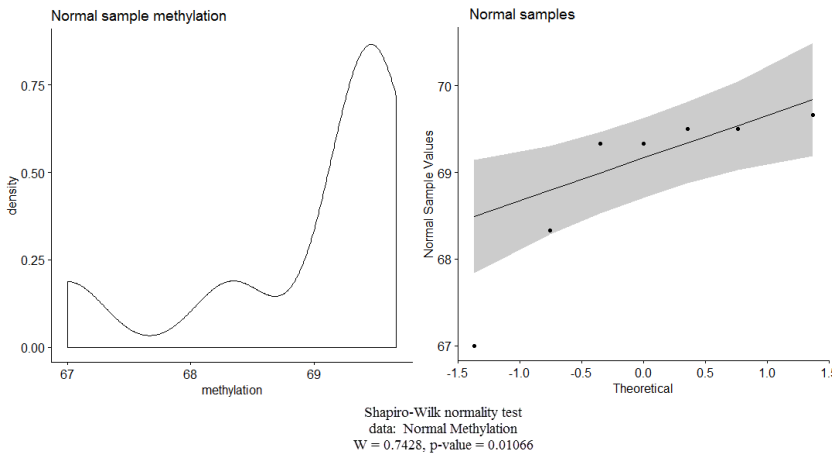 Normal sample methylation
0.75
0.50
0.25
0.00
density
67
68
69
methylation
Normal samples
70
69
68
67
Normal Sample Values
-1.5
-1.0
-0.5
0.0
0.5
1.0
1.5
Theoretical
Shapiro-Wilk normality test
data: Normal Methylation
W = 0.7428, p-value = 0.01066